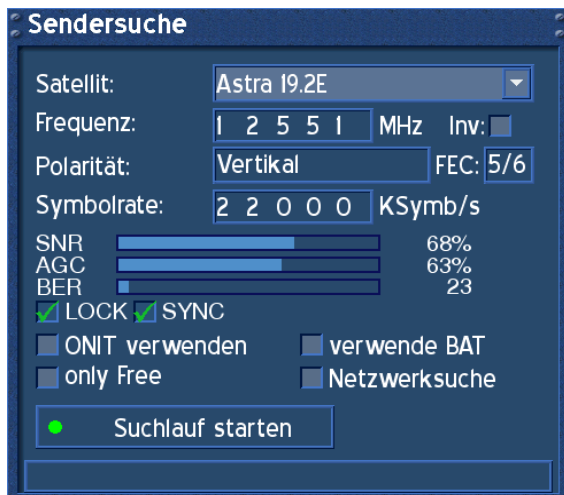 Sendersuche
Satellit: Astra 19.2E
Frequenz: 1 2 5 5 1 MHz Inv:
Polarität: Vertikal FEC: 5/6
Symbolrate: 2 2 0 0 0 KSymb/s
SNR 68%
AGC 63%
BER 23
LOCK SYNC
ONIT verwenden verwende BAT
only Free Netzwerksuche
Suchlauf starten